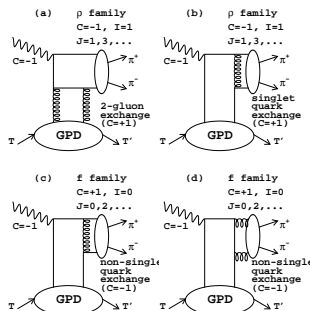 (a) ρ family
C=−1, I=1
J=1,3,...
C=−1
π⁺
π⁻
2-gluon
exchange
(C=+1)
T GPD T'
(b) ρ family
C=−1, I=1
J=1,3,...
C=−1
π⁺
π⁻
singlet
quark
exchange
(C=+1)
T GPD T'
(c) f family
C=+1, I=0
J=0,2,...
C=−1
π⁺
π⁻
non-singlet
quark
exchange
(C=−1)
T GPD T'
(d) f family
C=+1, I=0
J=0,2,...
C=−1
π⁺
π⁻
non-singlet
quark
exchange
(C=−1)
T GPD T'